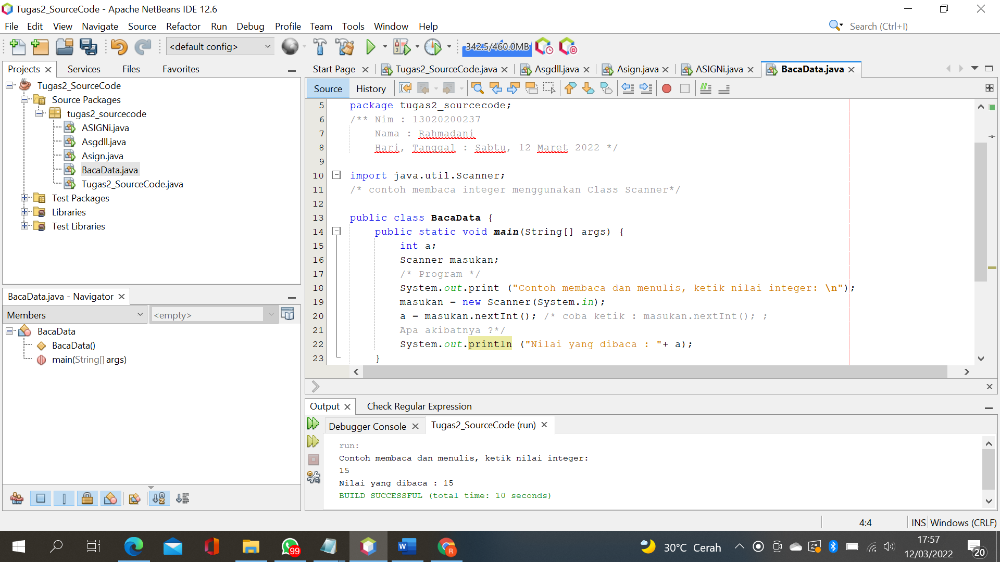 Tugas2_SourceCode - Apache NetBeans IDE 12.6
File Edit View Navigate Source Refactor Run Debug Profile Team Tools Window Help
Search (Ctrl+I)
<default config>
342.5/460.0MB
Projects Services Files Favorites
Tugas2_SourceCode
Source Packages
tugas2_sourcecode
ASIGNi.java
Asgdll.java
Asign.java
BacaData.java
Tugas2_SourceCode.java
Test Packages
Libraries
Test Libraries
BacaData.java - Navigator
Members
<empty>
BacaData
BacaData()
main(String[] args)
Start Page Tugas2_SourceCode.java Asgdll.java Asign.java ASIGNi.java BacaData.java
Source History
5 package tugas2_sourcecode;
6 /** Nim : 13020200237
7 Nama : Rahmadani
8 Hari, Tanggal : Sabtu, 12 Maret 2022 */
9
10 import java.util.Scanner;
11 /* contoh membaca integer menggunakan Class Scanner*/
12
13 public class BacaData {
14 public static void main(String[] args) {
15 int a;
16 Scanner masukan;
17 /* Program */
18 System.out.print ("Contoh membaca dan menulis, ketik nilai integer: \n");
19 masukan = new Scanner(System.in);
20 a = masukan.nextInt(); /* coba ketik : masukan.nextInt(); ;
21 Apa akibatnya ?*/
22 System.out.println ("Nilai yang dibaca : "+ a);
23 }
Output Check Regular Expression
Debugger Console Tugas2_SourceCode (run)
run:
Contoh membaca dan menulis, ketik nilai integer:
15
Nilai yang dibaca : 15
BUILD SUCCESSFUL (total time: 10 seconds)
4:4 INS Windows (CRLF)
99
W
R
30°C Cerah
17:57
12/03/2022
20